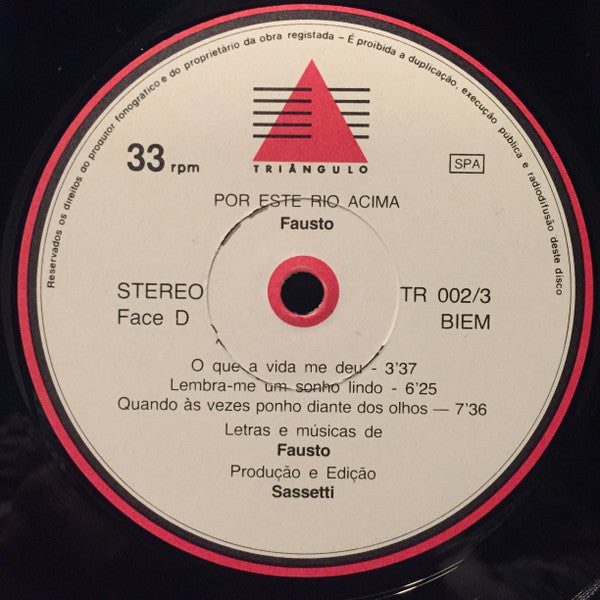 Reservados os direitos do produtor fonográfico e do proprietário da obra registada – É proibida a duplicação, execução pública e radiodifusão deste disco
33 rpm
TRIÂNGULO
SPA
POR ESTE RIO ACIMA
Fausto
STEREO
Face D
TR 002/3
BIEM
O que a vida me deu - 3'37
Lembra-me um sonho lindo - 6'25
Quando às vezes ponho diante dos olhos — 7'36
Letras e músicas de
Fausto
Produção e Edição
Sassetti